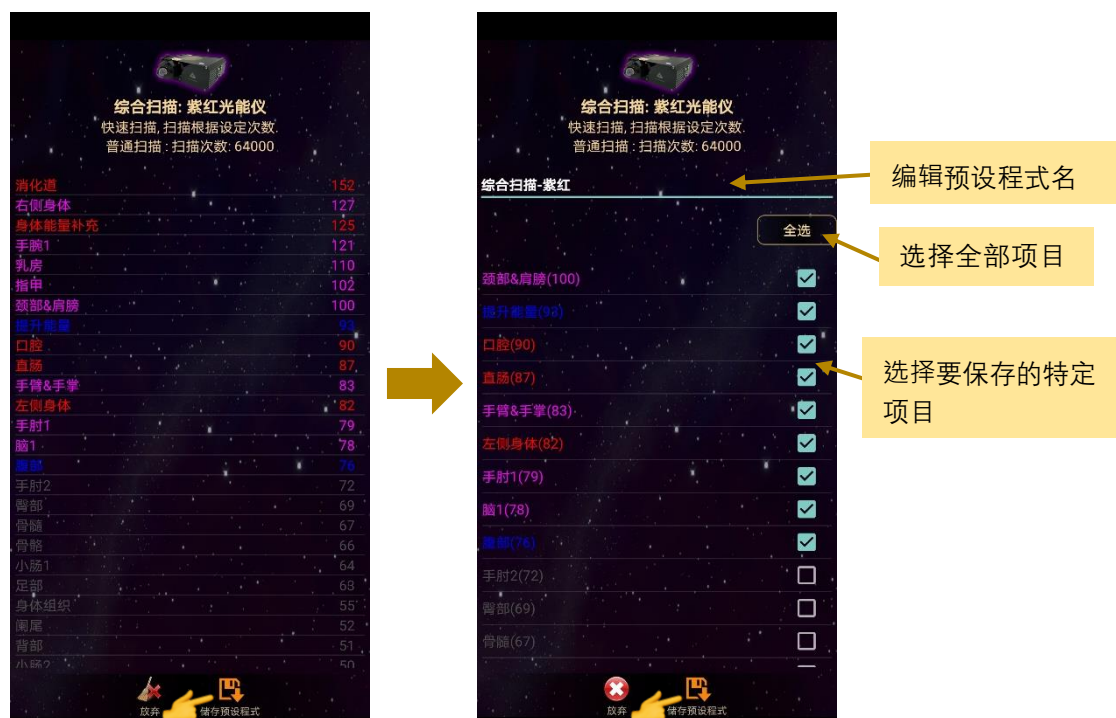 综合扫描: 紫红光能仪
快速扫描, 扫描根据设定次数.
普通扫描 : 扫描次数: 64000
消化道 152
右侧身体 127
身体能量补充 125
手腕1 121
乳房 110
指甲 102
颈部&肩膀 100
提升能量 93
口腔 90
直肠 87
手臂&手掌 83
左侧身体 82
手肘1 79
脑1 78
腹部 76
手肘2 72
臀部 69
骨髓 67
骨骼 66
小肠1 64
足部 63
身体组织 55
阑尾 52
背部 51
小肠2 50
放弃 储存预设程式
综合扫描: 紫红光能仪
快速扫描, 扫描根据设定次数.
普通扫描 : 扫描次数: 64000
综合扫描-紫红
全选
颈部&肩膀(100)
提升能量(93)
口腔(90)
直肠(87)
手臂&手掌(83)
左侧身体(82)
手肘1(79)
脑1(78)
腹部(76)
手肘2(72)
臀部(69)
骨髓(67)
放弃 储存预设程式
编辑预设程式名
选择全部项目
选择要保存的特定
项目